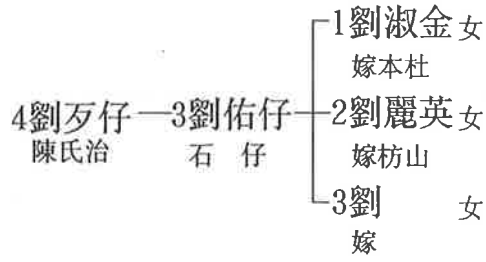 1劉淑金 女
嫁本杜
4劉歹仔
陳氏治
3劉佑仔
石 仔
2劉麗英 女
嫁枋山
3劉 女
嫁